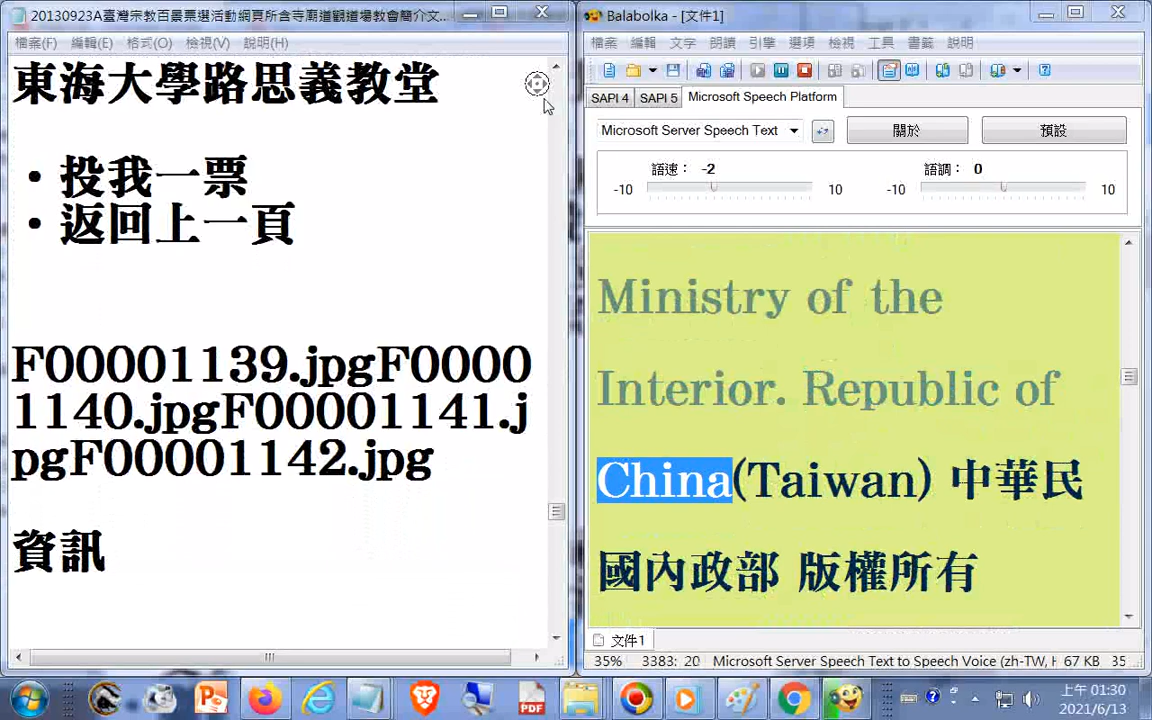 20130923A臺灣宗教百景票選活動網頁所含寺廟道觀道場教會簡介文...
檔案(F) 編輯(E) 格式(O) 檢視(V) 說明(H)
東海大學路思義教堂
• 投我一票
• 返回上一頁
F00001139.jpgF0000
1140.jpgF00001141.j
pgF00001142.jpg
資訊
Balabolka - [文件1]
檔案 編輯 文字 朗讀 引擎 選項 檢視 工具 書籤 說明
SAPI 4 SAPI 5 Microsoft Speech Platform
Microsoft Server Speech Text 關於 預設
語速： -2 語調： 0
-10 10 -10 10
Ministry of the
Interior. Republic of
China(Taiwan) 中華民
國內政部 版權所有
文件1
35% 3383: 20 Microsoft Server Speech Text to Speech Voice (zh-TW, H 67 KB 35
上午 01:30
2021/6/13